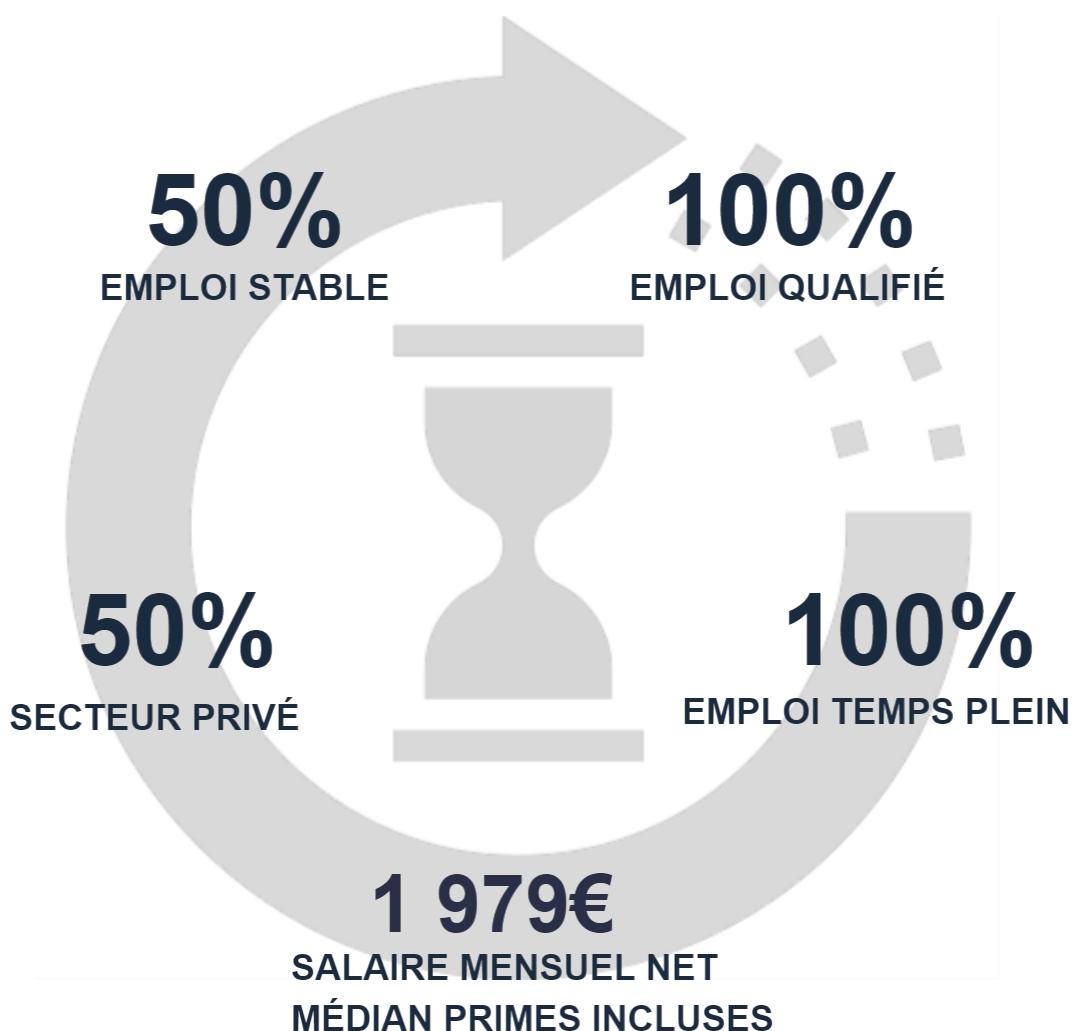 50%
EMPLOI STABLE
100%
EMPLOI QUALIFIÉ
50%
SECTEUR PRIVÉ
100%
EMPLOI TEMPS PLEIN
1 979€
SALAIRE MENSUEL NET
MÉDIAN PRIMES INCLUSES